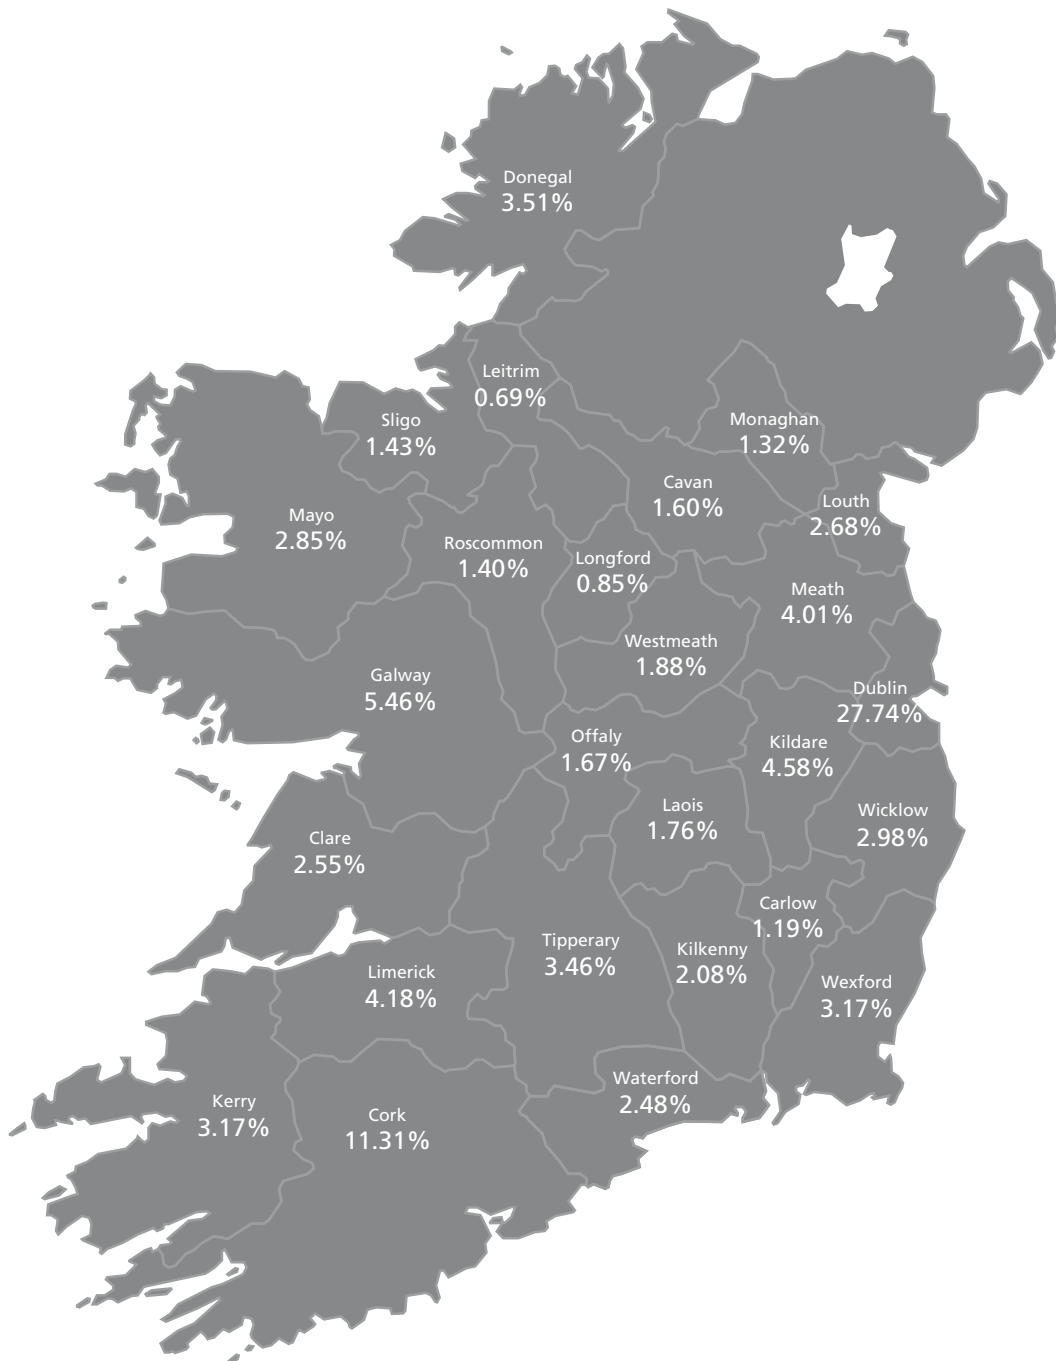 Donegal
3.51%
Leitrim
0.69%
Sligo
1.43%
Monaghan
1.32%
Cavan
1.60%
Louth
2.68%
Mayo
2.85%
Roscommon
1.40%
Longford
0.85%
Meath
4.01%
Westmeath
1.88%
Galway
5.46%
Dublin
27.74%
Offaly
1.67%
Kildare
4.58%
Laois
1.76%
Wicklow
2.98%
Clare
2.55%
Carlow
1.19%
Tipperary
3.46%
Kilkenny
2.08%
Limerick
4.18%
Wexford
3.17%
Waterford
2.48%
Kerry
3.17%
Cork
11.31%